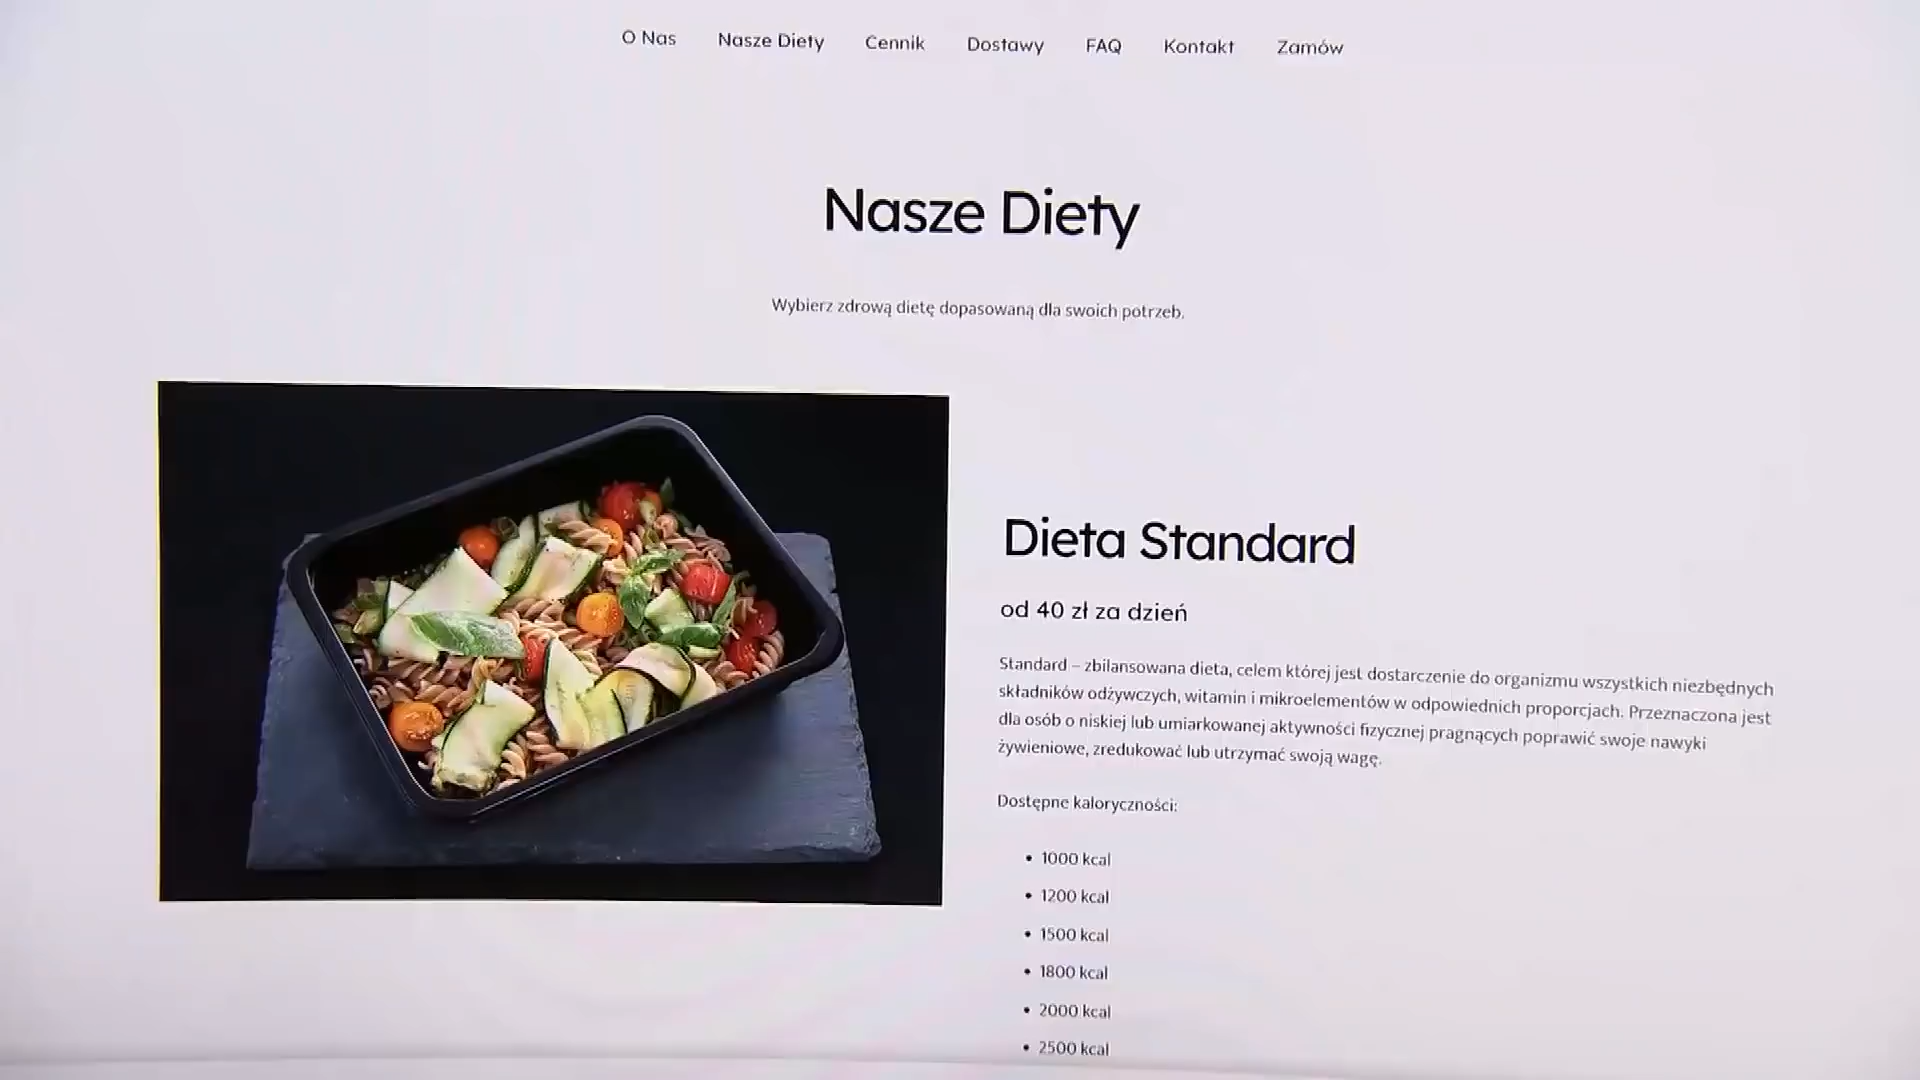 O Nas Nasze Diety Cennik Dostawy FAQ Kontakt Zamów
Nasze Diety
Wybierz zdrową dietę dopasowaną dla swoich potrzeb.
Dieta Standard
od 40 zł za dzień
Standard – zbilansowana dieta, celem której jest dostarczenie do organizmu wszystkich niezbędnych
składników odżywczych, witamin i mikroelementów w odpowiednich proporcjach. Przeznaczona jest
dla osób o niskiej lub umiarkowanej aktywności fizycznej pragnących poprawić swoje nawyki
żywieniowe, zredukować lub utrzymać swoją wagę.
Dostępne kaloryczności:
• 1000 kcal
• 1200 kcal
• 1500 kcal
• 1800 kcal
• 2000 kcal
• 2500 kcal